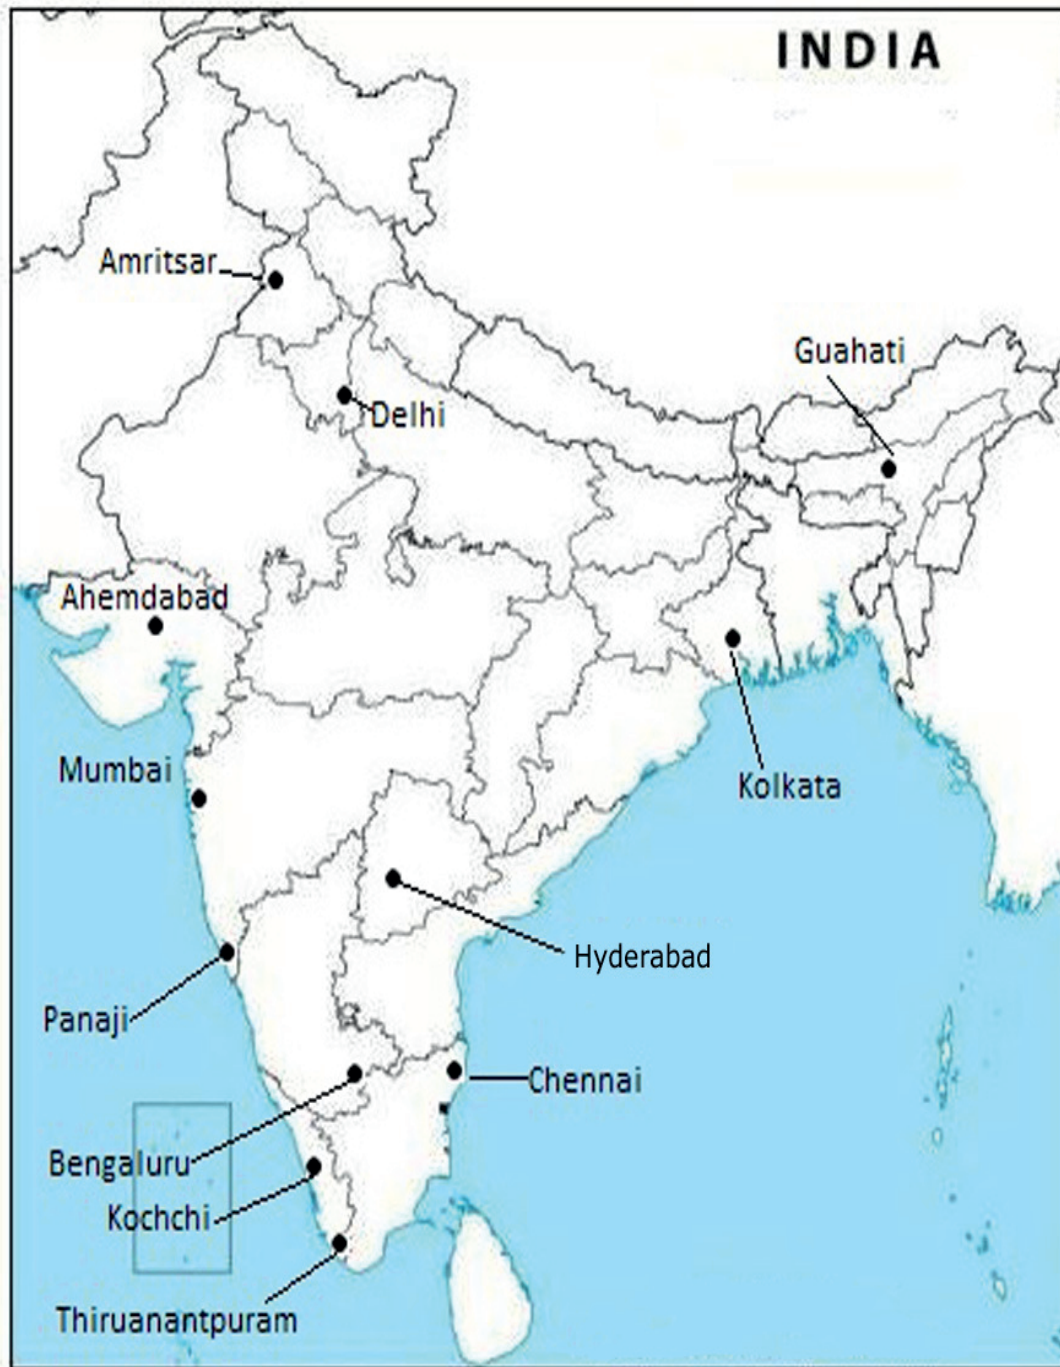 INDIA
Amritsar
Guahati
Delhi
Ahemdabad
Mumbai
Kolkata
Hyderabad
Panaji
Chennai
Bengaluru
Kochchi
Thiruanantpuram